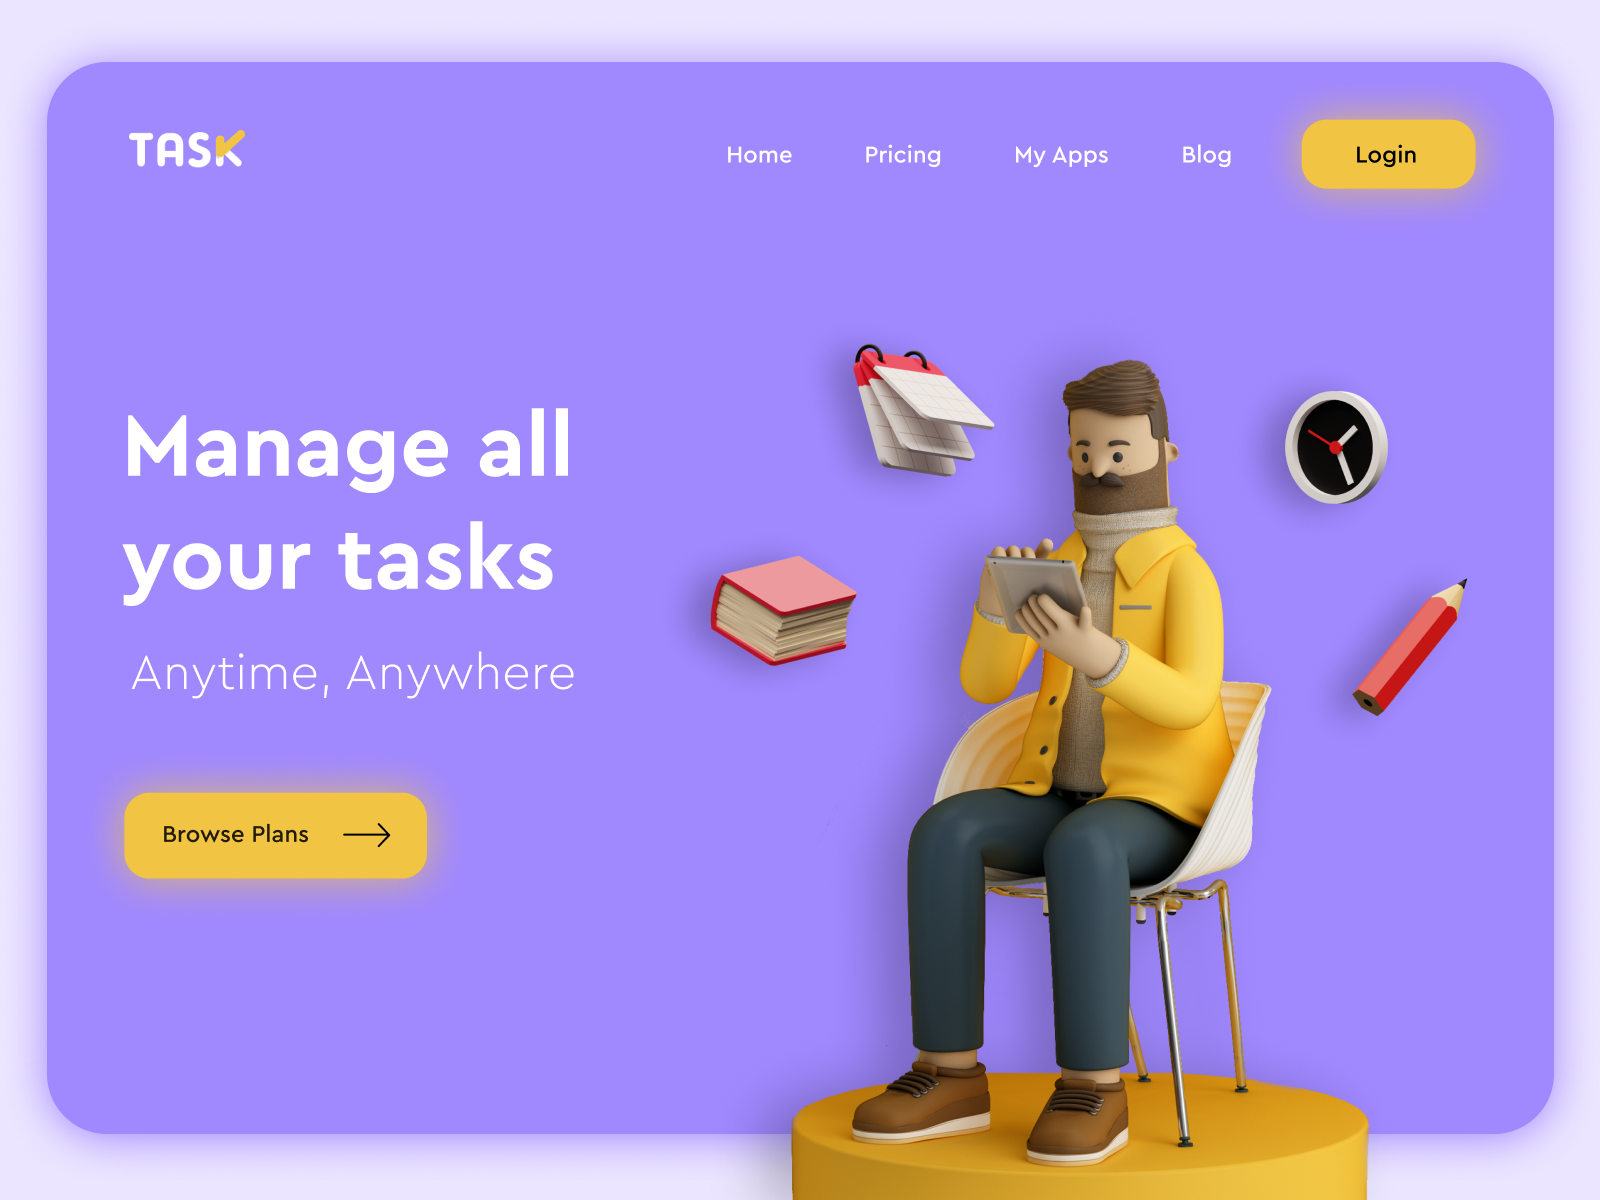 TASK
Home Pricing My Apps Blog Login
Manage all
your tasks
Anytime, Anywhere
Browse Plans